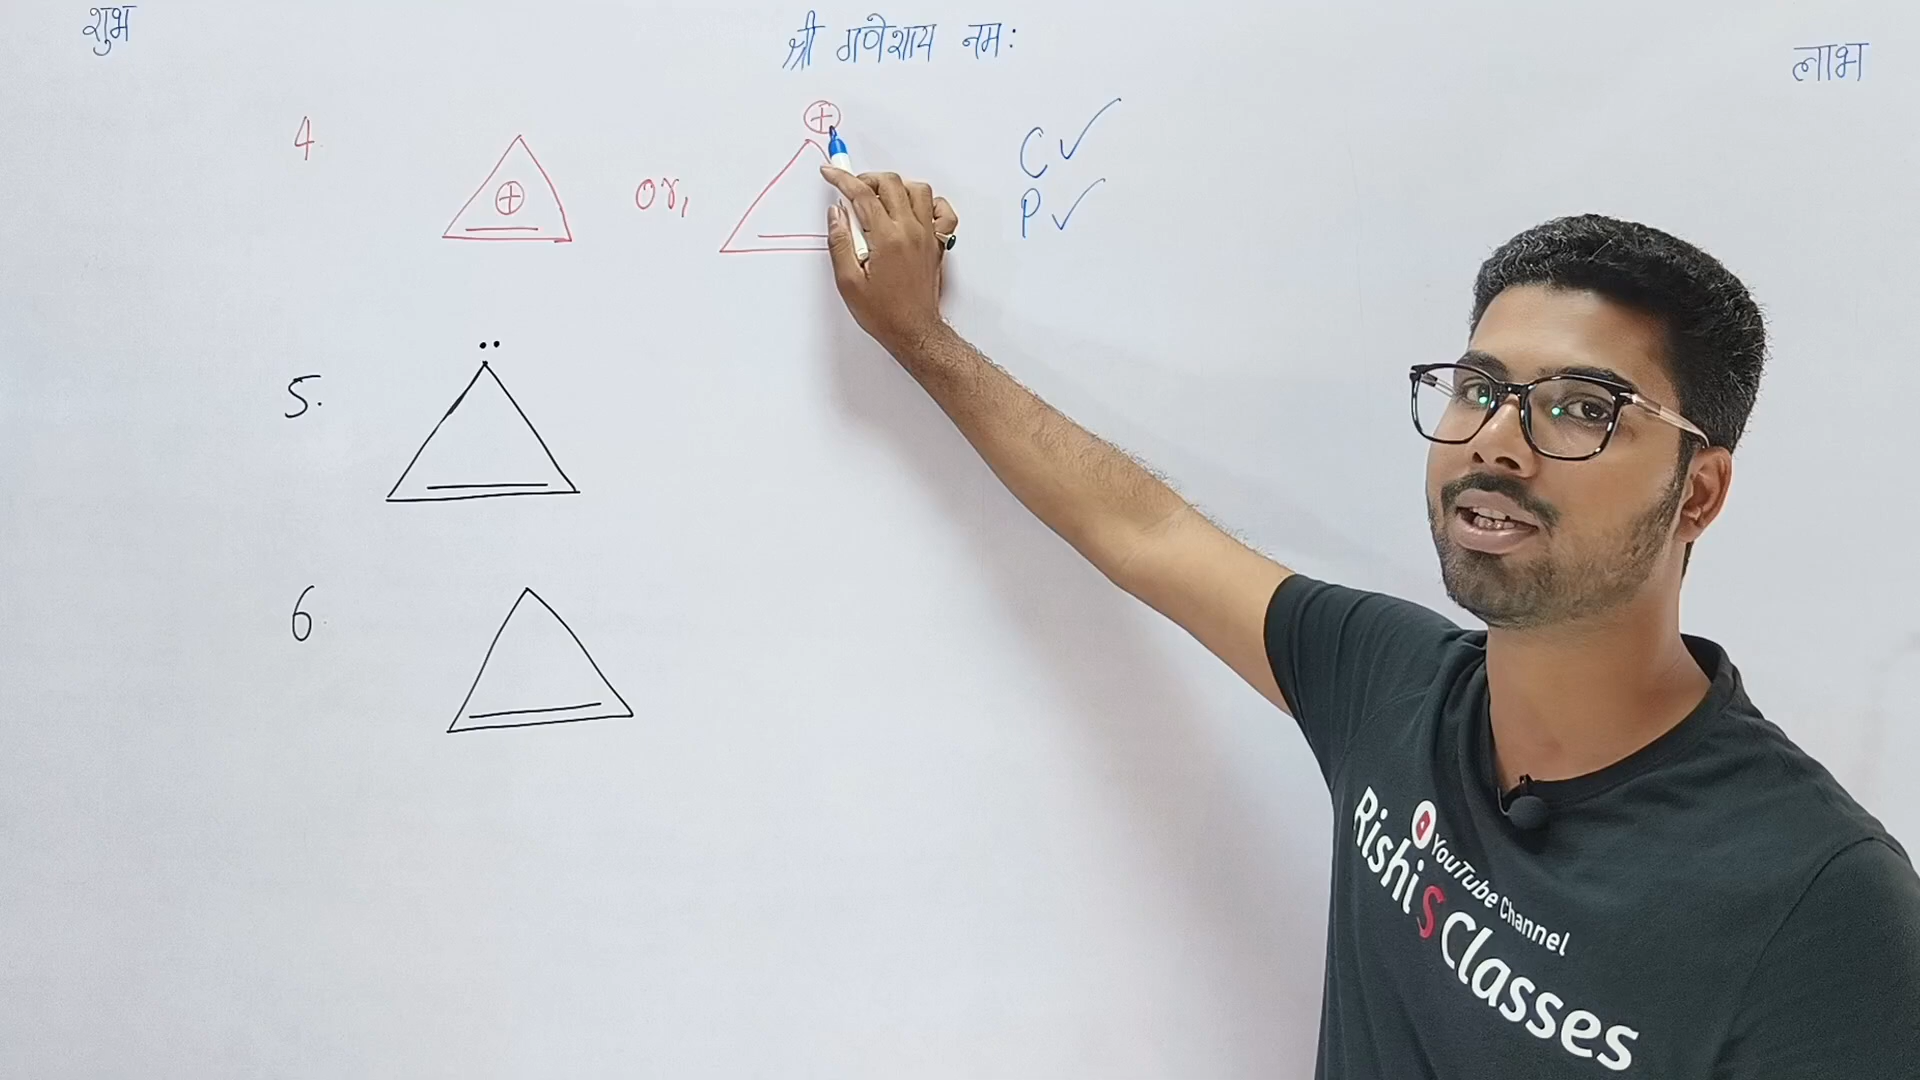 शुभ
श्री गणेशाय नमः
लाभ
4.
⊕
or,
⊕
C ✓
P ✓
5.
6.
YouTube Channel
Rishi S Classes